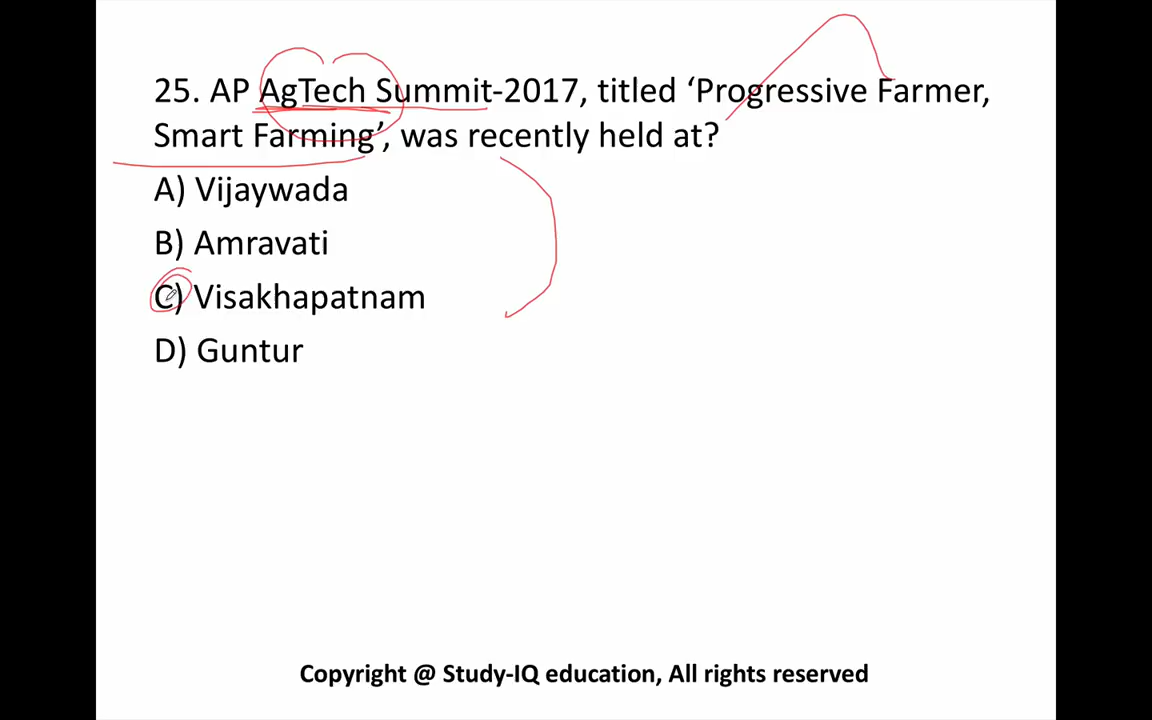 25. AP AgTech Summit-2017, titled ‘Progressive Farmer,
Smart Farming’, was recently held at?
A) Vijaywada
B) Amravati
C) Visakhapatnam
D) Guntur
Copyright @ Study-IQ education, All rights reserved